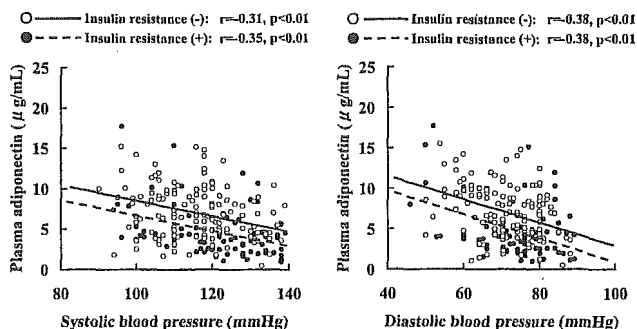 Insulin resistance (-): r=-0.31, p<0.01
Insulin resistance (+): r=-0.35, p<0.01
Plasma adiponectin (μg/mL)
25
20
15
10
5
0
80 100 120 140
Systolic blood pressure (mmHg)
Insulin resistance (-): r=-0.38, p<0.01
Insulin resistance (+): r=-0.38, p<0.01
Plasma adiponectin (μg/mL)
25
20
15
10
5
0
40 60 80 100
Diastolic blood pressure (mmHg)